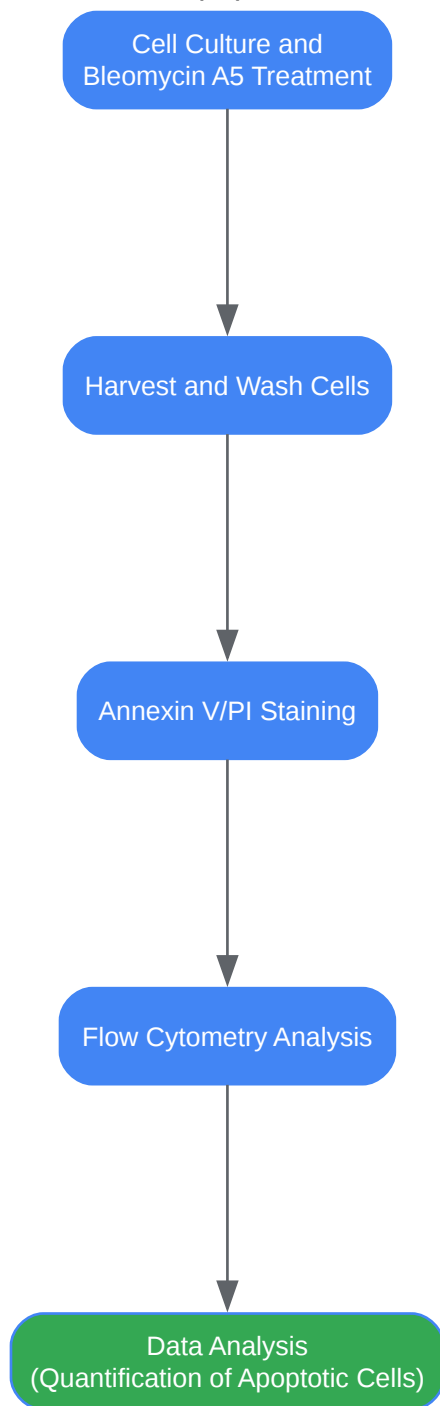 Cell Culture and
Bleomycin A5 Treatment
Harvest and Wash Cells
Annexin V/PI Staining
Flow Cytometry Analysis
Data Analysis
(Quantification of Apoptotic Cells)